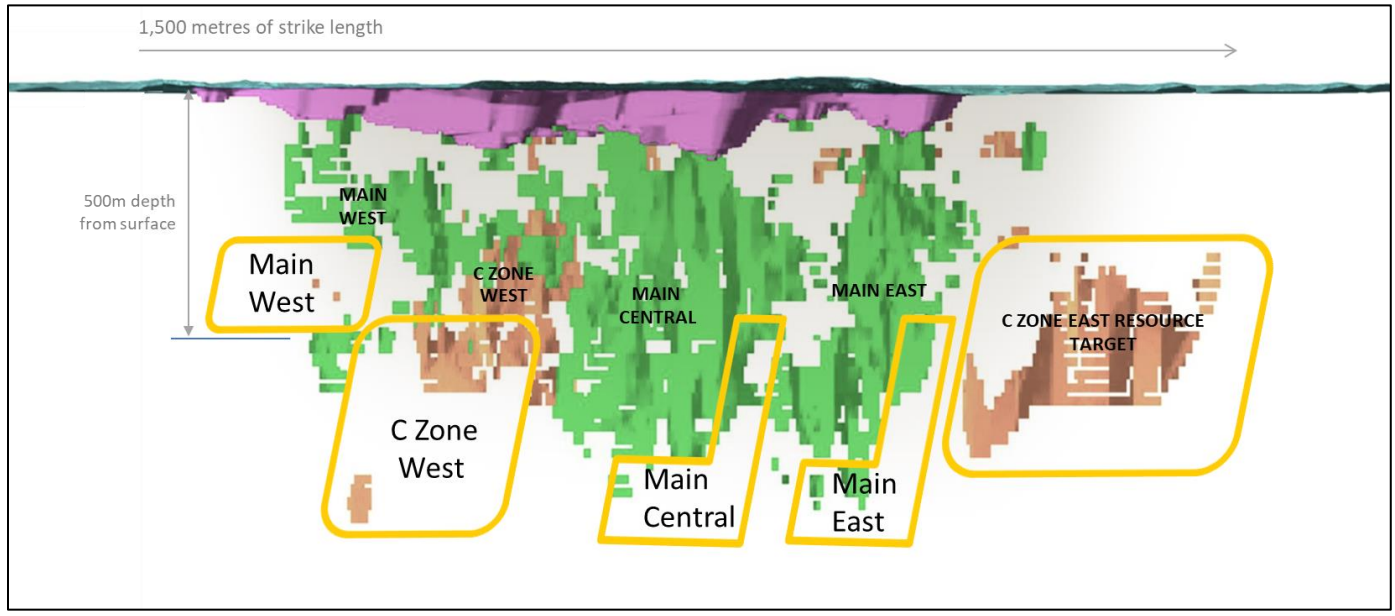 1,500 metres of strike length
500m depth
from surface
MAIN
WEST
Main
West
C ZONE
WEST
MAIN
CENTRAL
MAIN EAST
C ZONE EAST RESOURCE
TARGET
C Zone
West
Main
Central
Main
East